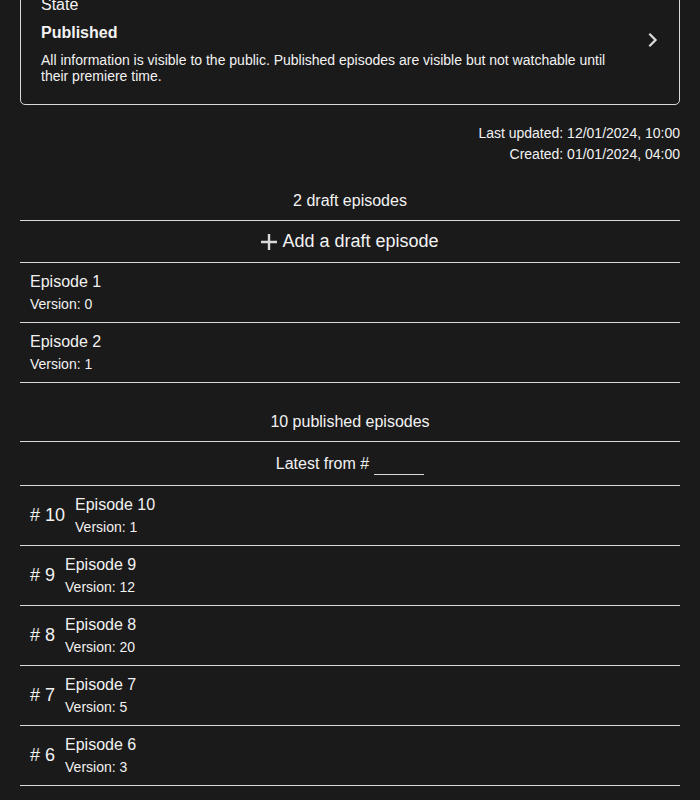 State
Published
All information is visible to the public. Published episodes are visible but not watchable until
their premiere time.
Last updated: 12/01/2024, 10:00
Created: 01/01/2024, 04:00
2 draft episodes
Add a draft episode
Episode 1
Version: 0
Episode 2
Version: 1
10 published episodes
Latest from #
# 10
Episode 10
Version: 1
# 9
Episode 9
Version: 12
# 8
Episode 8
Version: 20
# 7
Episode 7
Version: 5
# 6
Episode 6
Version: 3